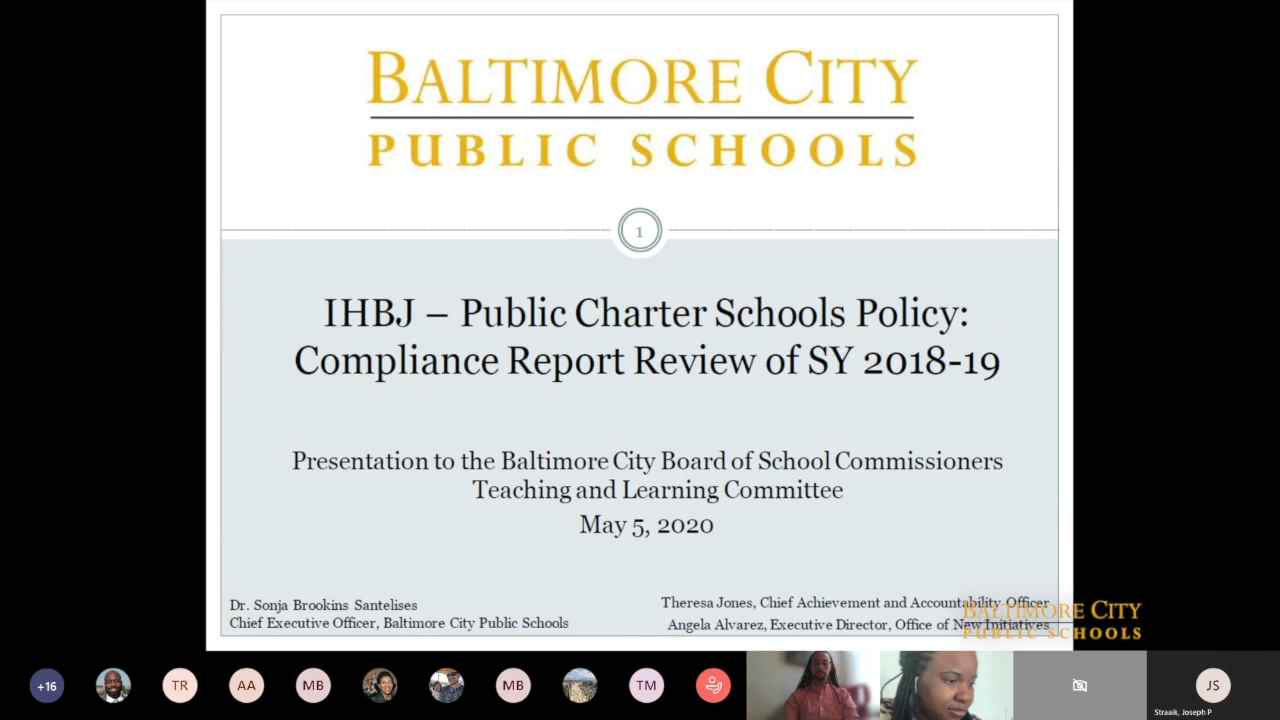 BALTIMORE CITY
PUBLIC SCHOOLS
1
IHBJ – Public Charter Schools Policy:
Compliance Report Review of SY 2018-19
Presentation to the Baltimore City Board of School Commissioners
Teaching and Learning Committee
May 5, 2020
Dr. Sonja Brookins Santelises
Chief Executive Officer, Baltimore City Public Schools
Theresa Jones, Chief Achievement and Accountability Officer
Angela Alvarez, Executive Director, Office of New Initiatives
BALTIMORE CITY
PUBLIC SCHOOLS
+16
TR
AA
MB
MB
TM
JS
Straaik, Joseph P